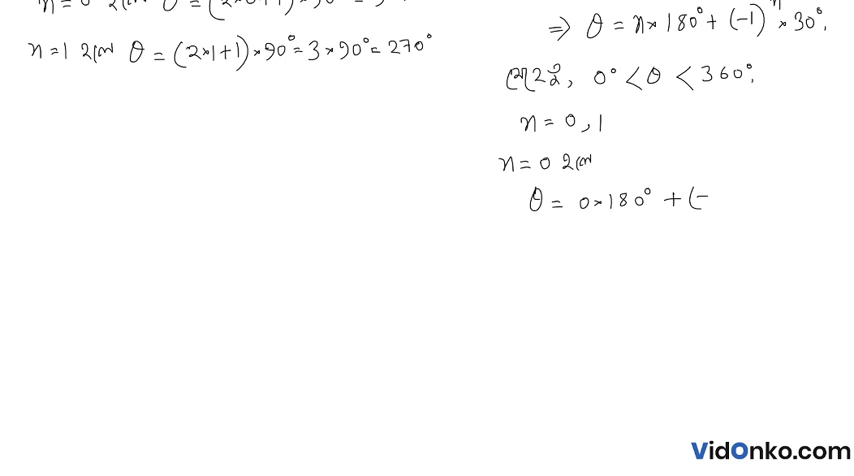 n = 1 হলে θ = (2×1+1)×90° = 3×90° = 270°
⇒ θ = n×180° + (-1)ⁿ×30°.
যেহেতু, 0° < θ < 360°.
n = 0, 1
n = 0 হলে
θ = 0×180° + (-
VidOnko.com